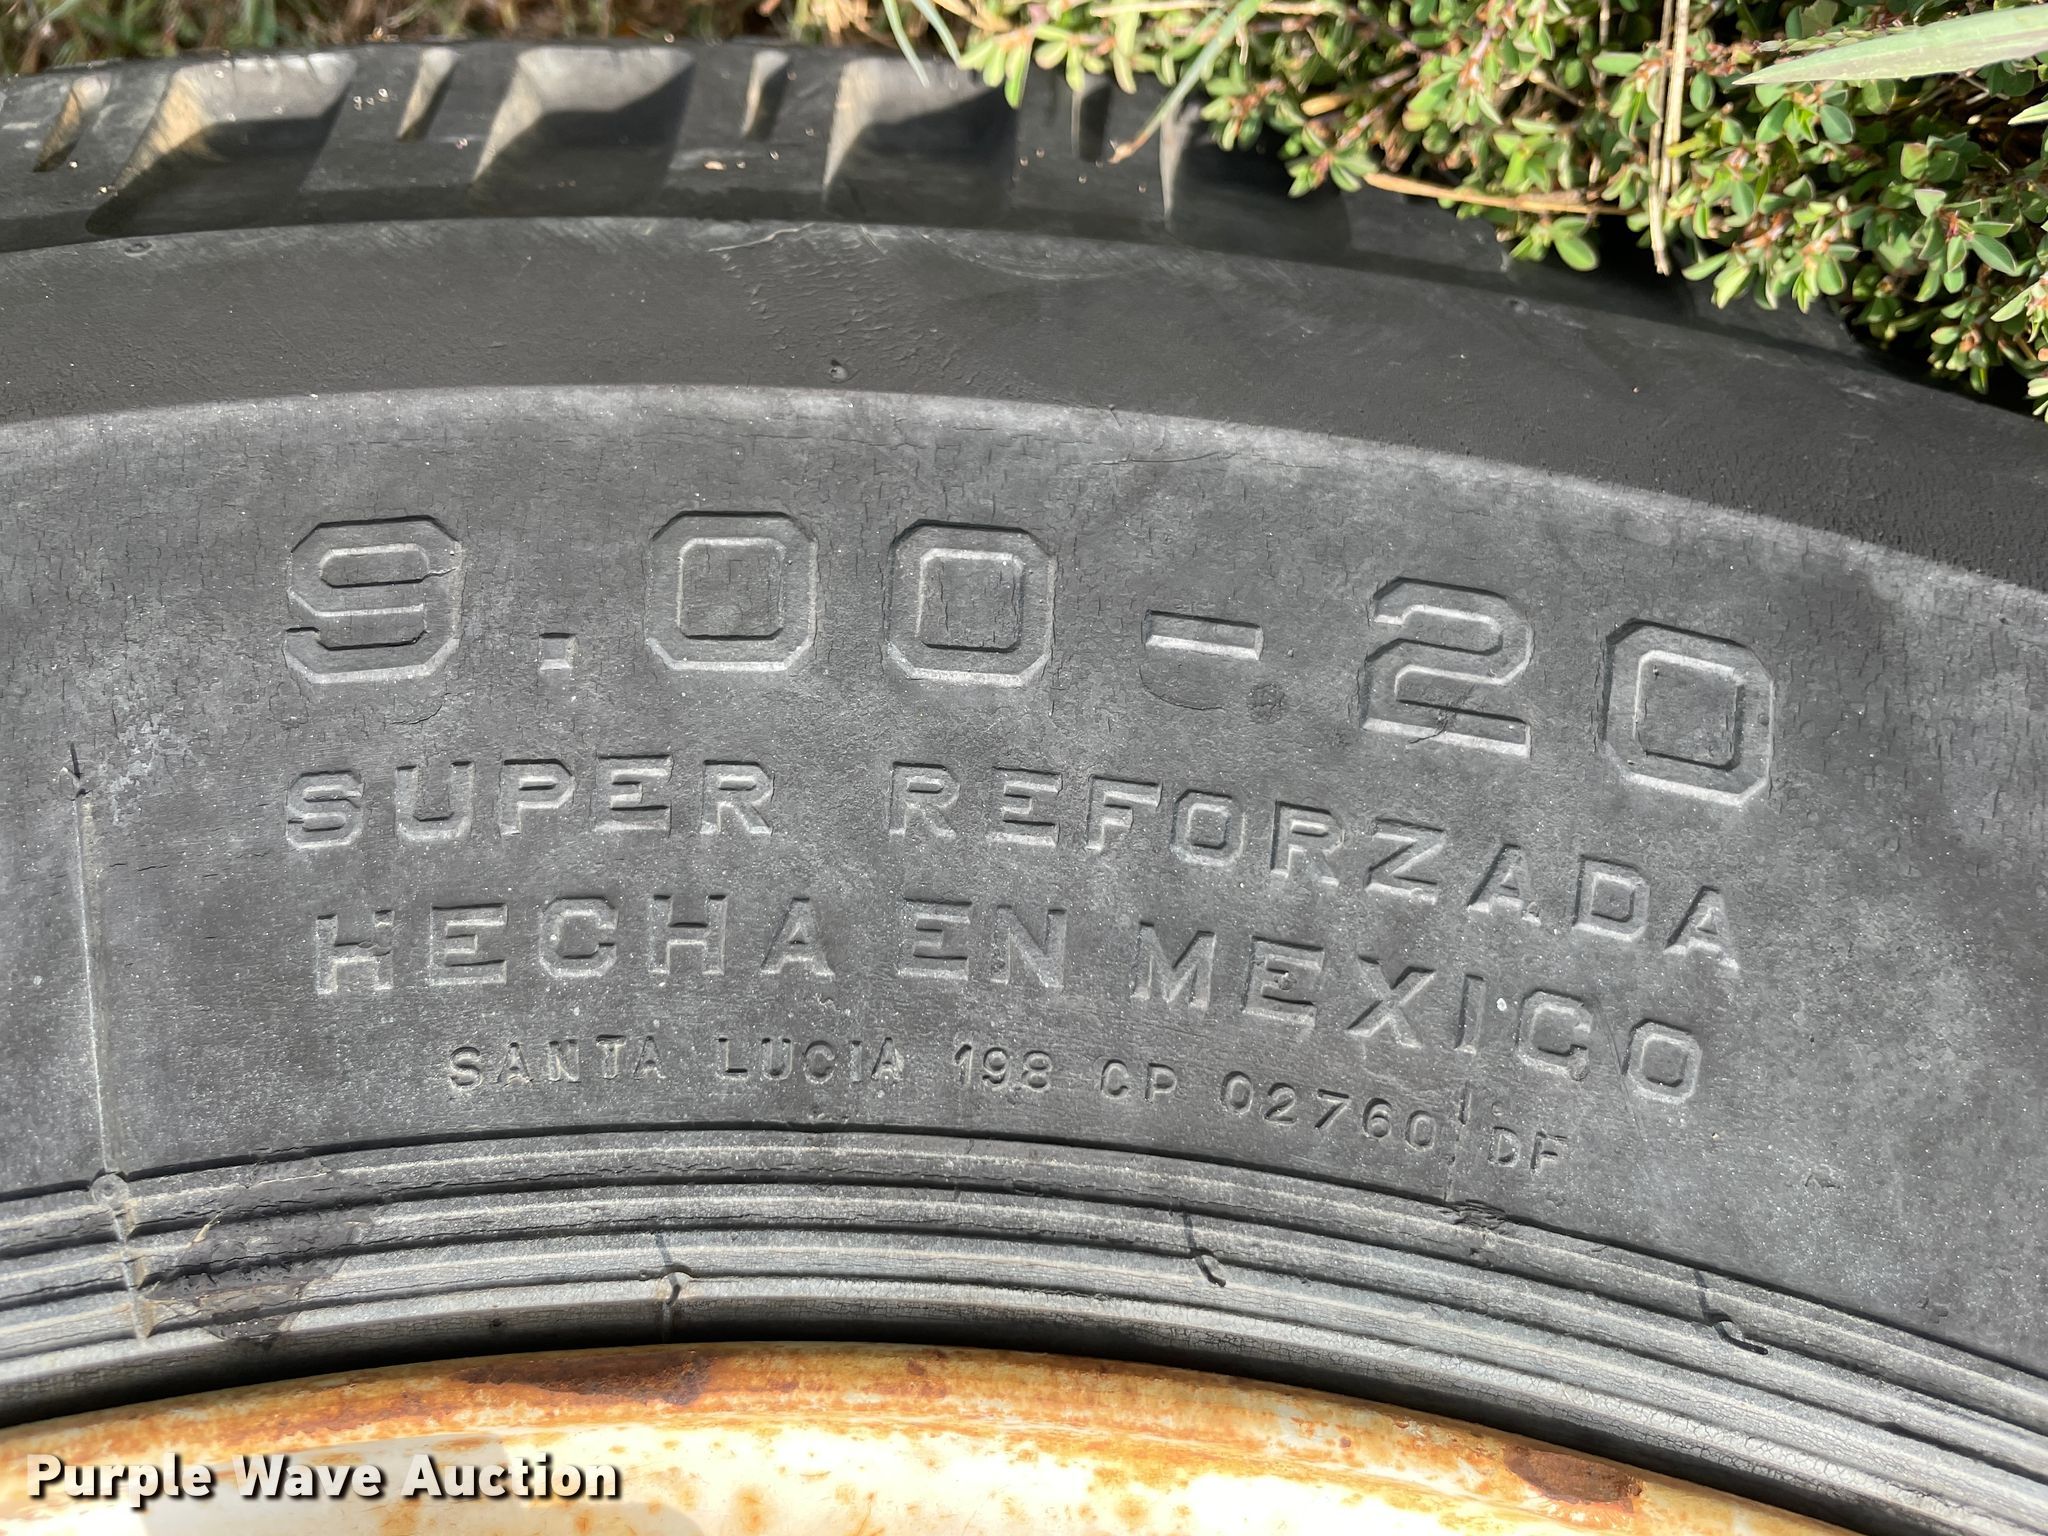 9.00-20
SUPER REFORZADA
HECHA EN MEXICO
SANTA LUCIA 198 CP 02760 DF
Purple Wave Auction